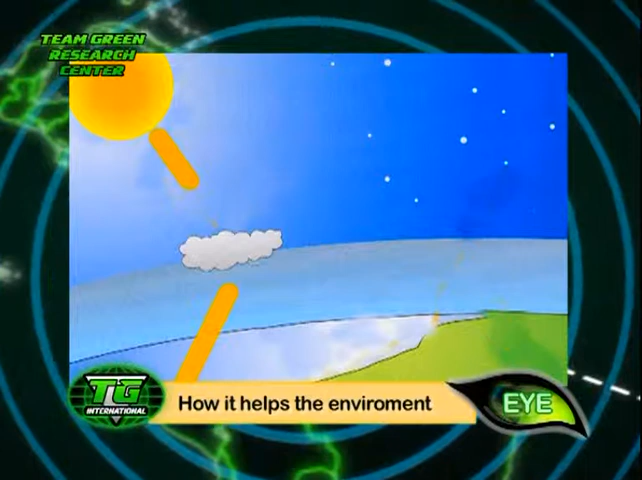 TEAM GREEN
RESEARCH
CENTER
TG
INTERNATIONAL
How it helps the enviroment
EYE